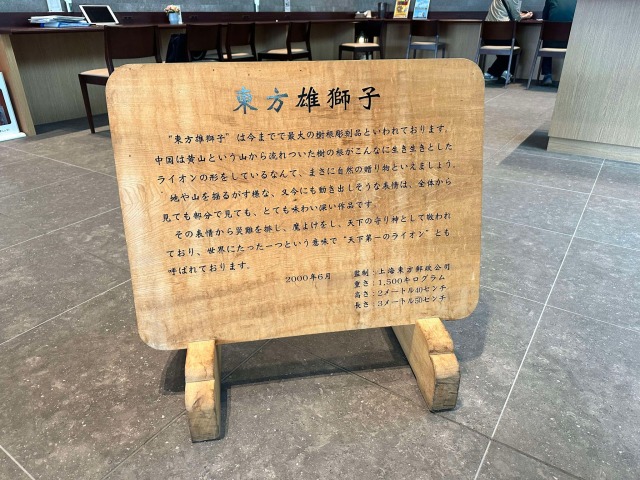 東方雄獅子
“東方雄獅子”は今までで最大の樹根彫刻品といわれております。
中国は黄山という山から流れついた樹の根がこんなに生き生きとした
ライオンの形をしているなんて、まさに自然の贈り物といえましょう。
地や山を揺るがす様な、又今にも動き出しそうな表情は、全体から
見ても部分で見ても、とても味わい深い作品です。
その表情から災難を排し、魔よけをし、天下の守り神として敬われ
ており、世界にたった一つという意味で“天下第一のライオン”とも
呼ばれております。
2000年6月 監制：上海東方郵政公司
重さ：1,500キログラム
高さ：2メートル40センチ
長さ：3メートル50センチ